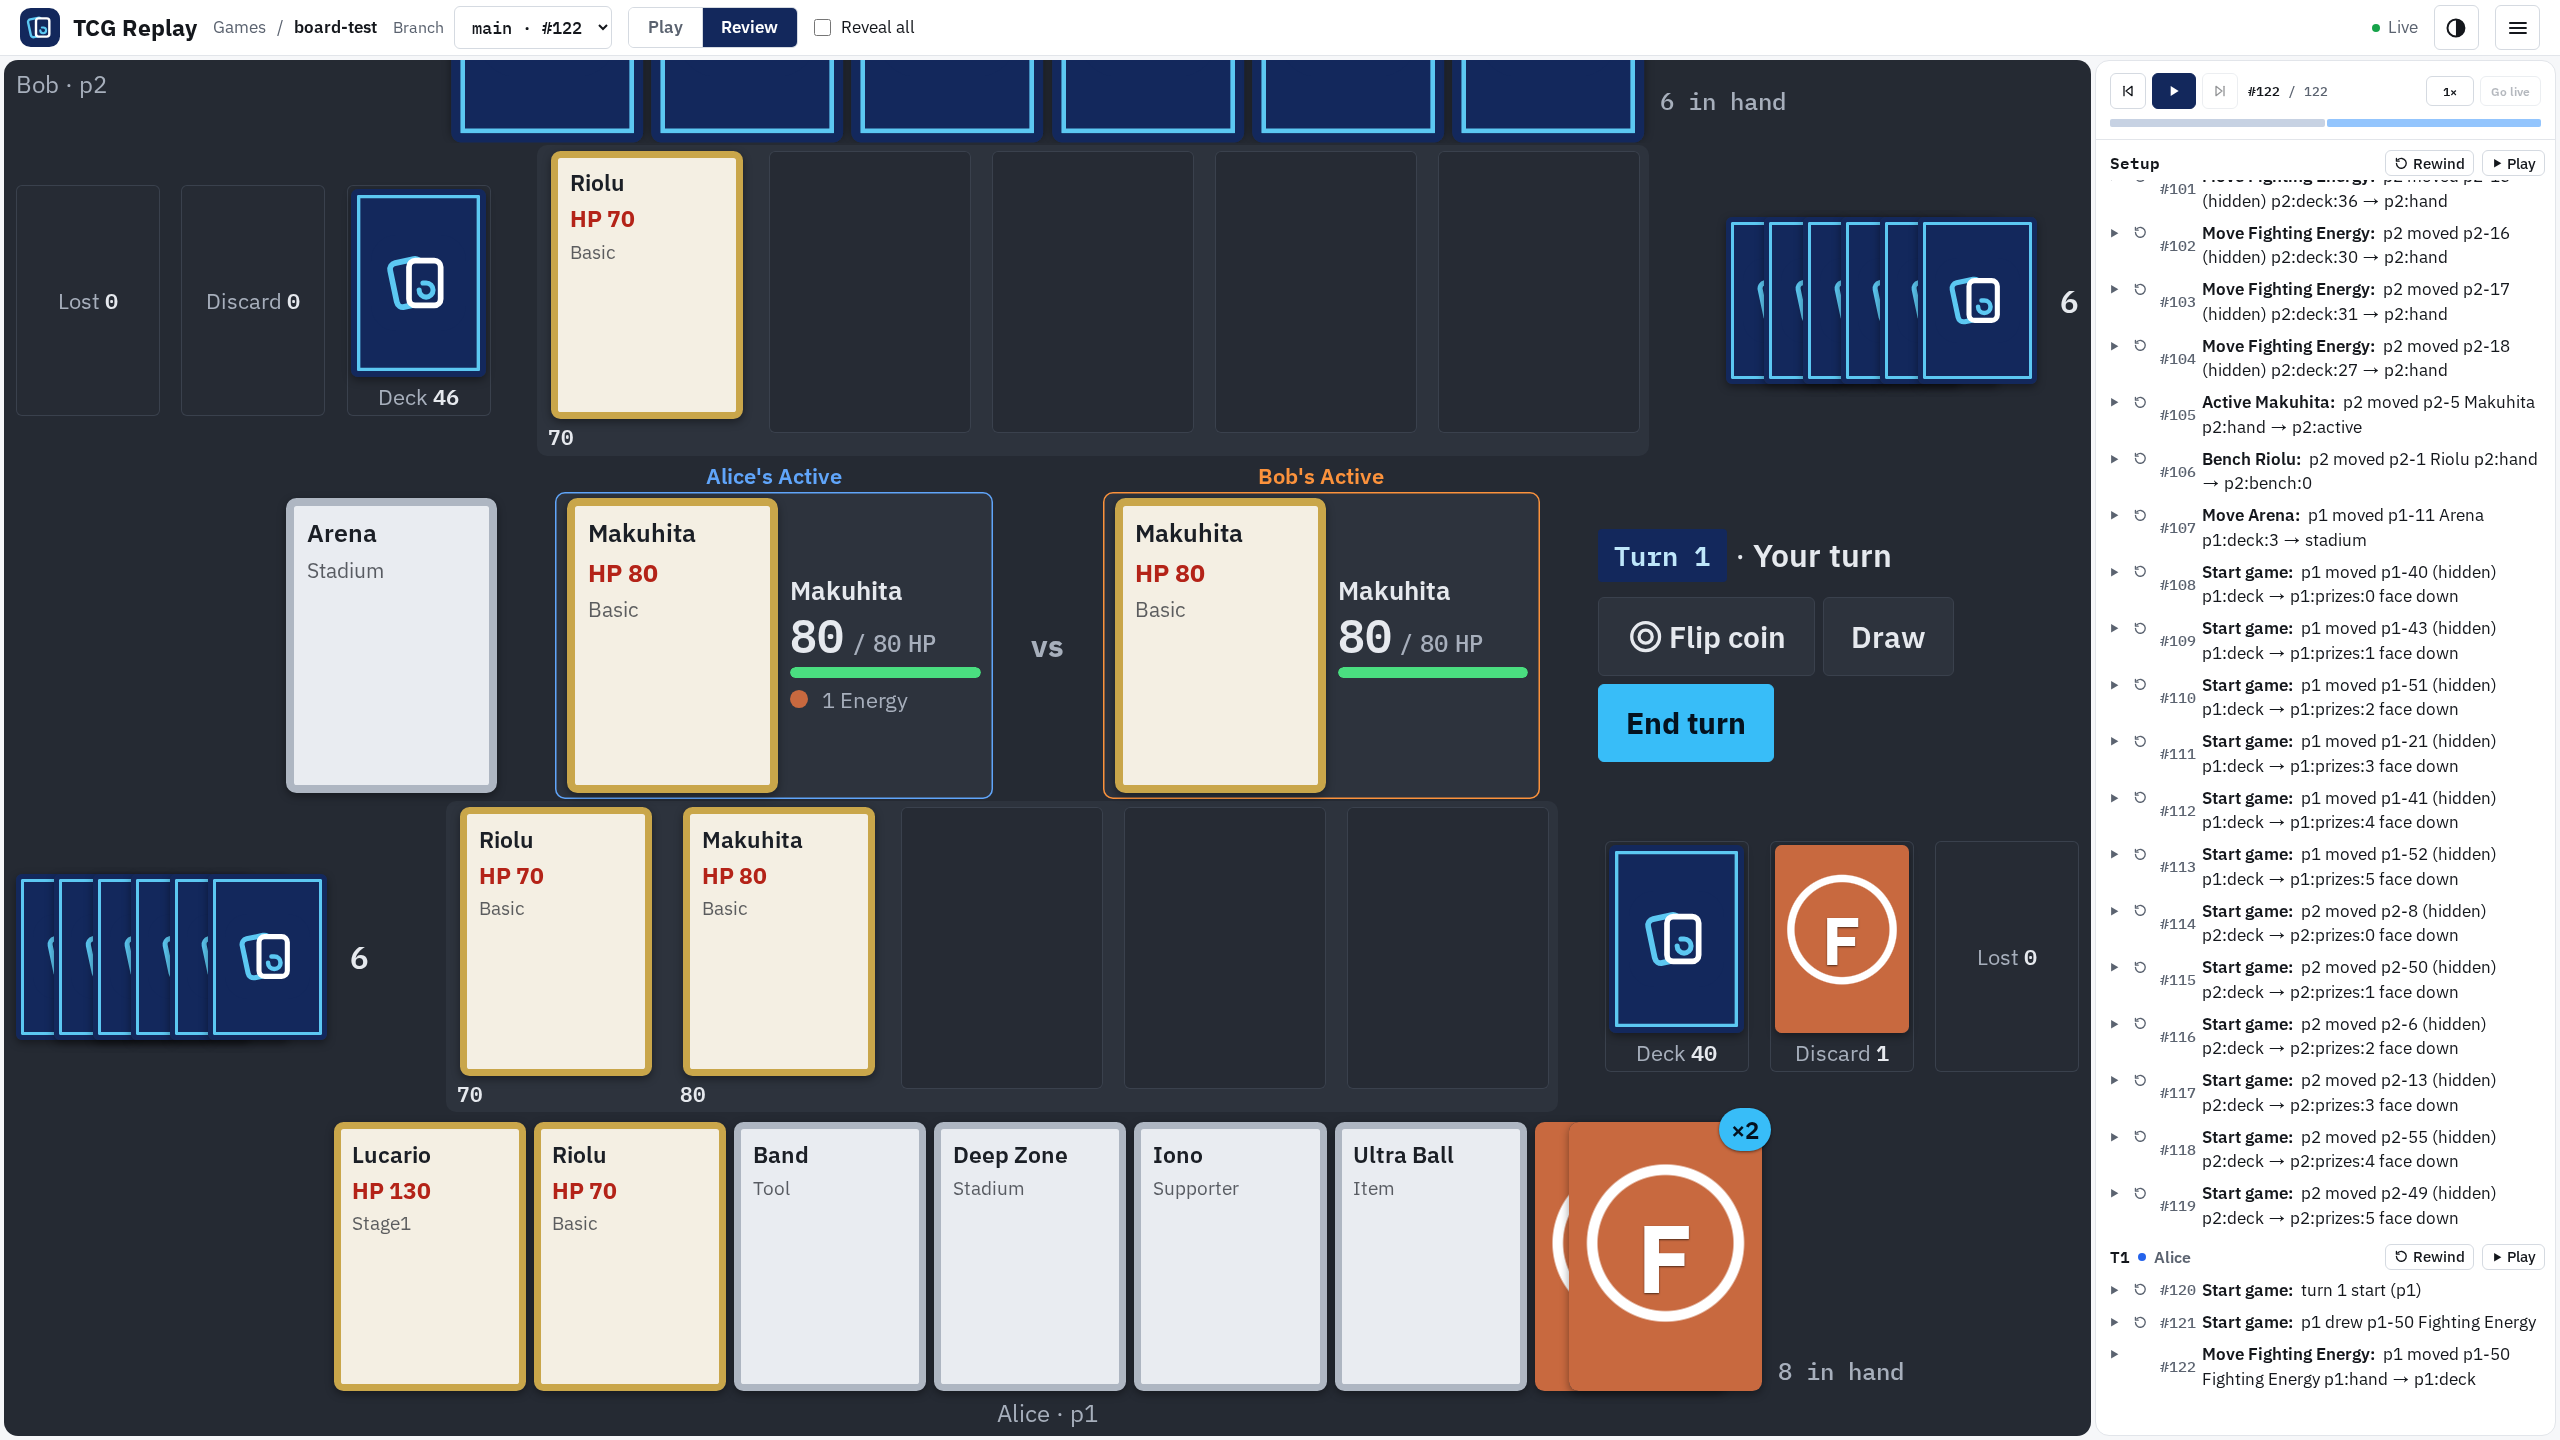 TCG Replay Games / board-test Branch main · #122 Play Review Reveal all Live
Bob · p2
6 in hand
Riolu
HP 70
Basic
70
Lost 0
Discard 0
Deck 46
6
Alice's Active
Bob's Active
Arena
Stadium
Makuhita
HP 80
Basic
Makuhita
80 / 80 HP
1 Energy
vs
Makuhita
HP 80
Basic
Makuhita
80 / 80 HP
Turn 1 · Your turn
Flip coin
Draw
End turn
6
Riolu
HP 70
Basic
70
Makuhita
HP 80
Basic
80
Deck 40
F
Discard 1
Lost 0
Lucario
HP 130
Stage1
Riolu
HP 70
Basic
Band
Tool
Deep Zone
Stadium
Iono
Supporter
Ultra Ball
Item
F
×2
8 in hand
Alice · p1
#122 / 122
1×
Go live
Setup Rewind Play
#101
(hidden) p2:deck:36 → p2:hand
#102 Move Fighting Energy: p2 moved p2-16
(hidden) p2:deck:30 → p2:hand
#103 Move Fighting Energy: p2 moved p2-17
(hidden) p2:deck:31 → p2:hand
#104 Move Fighting Energy: p2 moved p2-18
(hidden) p2:deck:27 → p2:hand
#105 Active Makuhita: p2 moved p2-5 Makuhita
p2:hand → p2:active
#106 Bench Riolu: p2 moved p2-1 Riolu p2:hand
→ p2:bench:0
#107 Move Arena: p1 moved p1-11 Arena
p1:deck:3 → stadium
#108 Start game: p1 moved p1-40 (hidden)
p1:deck → p1:prizes:0 face down
#109 Start game: p1 moved p1-43 (hidden)
p1:deck → p1:prizes:1 face down
#110 Start game: p1 moved p1-51 (hidden)
p1:deck → p1:prizes:2 face down
#111 Start game: p1 moved p1-21 (hidden)
p1:deck → p1:prizes:3 face down
#112 Start game: p1 moved p1-41 (hidden)
p1:deck → p1:prizes:4 face down
#113 Start game: p1 moved p1-52 (hidden)
p1:deck → p1:prizes:5 face down
#114 Start game: p2 moved p2-8 (hidden)
p2:deck → p2:prizes:0 face down
#115 Start game: p2 moved p2-50 (hidden)
p2:deck → p2:prizes:1 face down
#116 Start game: p2 moved p2-6 (hidden)
p2:deck → p2:prizes:2 face down
#117 Start game: p2 moved p2-13 (hidden)
p2:deck → p2:prizes:3 face down
#118 Start game: p2 moved p2-55 (hidden)
p2:deck → p2:prizes:4 face down
#119 Start game: p2 moved p2-49 (hidden)
p2:deck → p2:prizes:5 face down
T1 Alice Rewind Play
#120 Start game: turn 1 start (p1)
#121 Start game: p1 drew p1-50 Fighting Energy
#122 Move Fighting Energy: p1 moved p1-50
Fighting Energy p1:hand → p1:deck